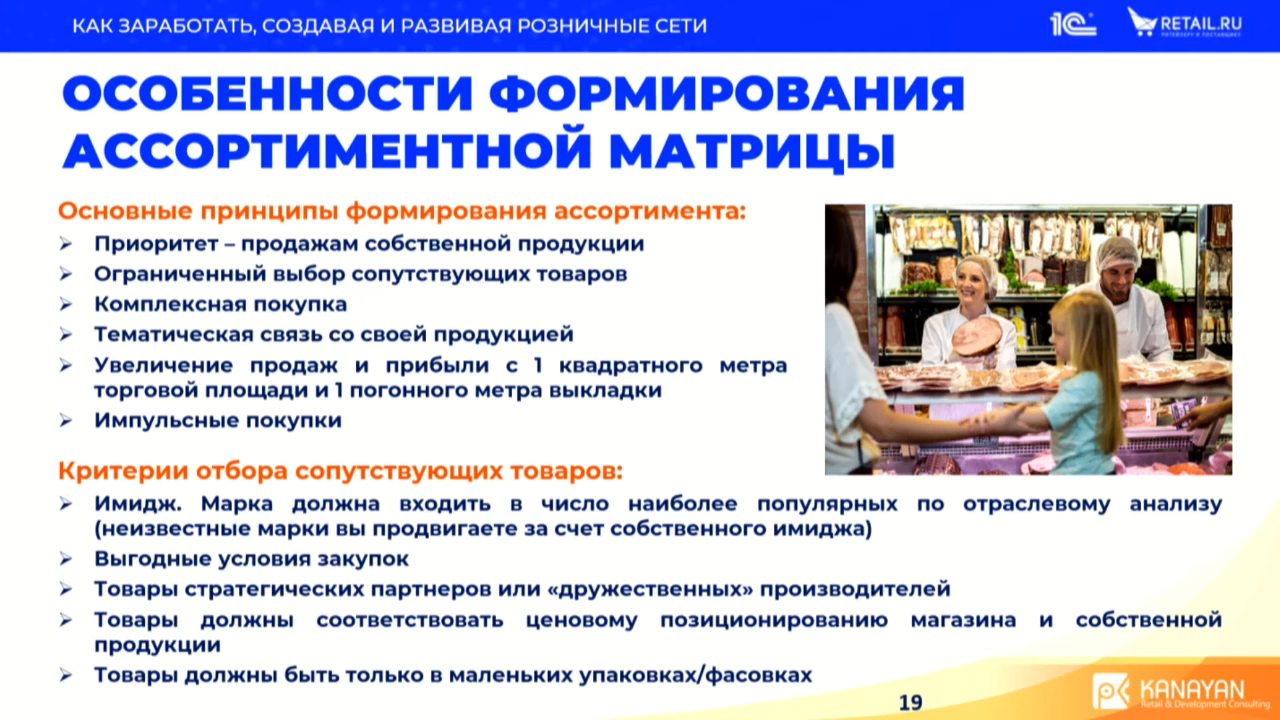 КАК ЗАРАБОТАТЬ, СОЗДАВАЯ И РАЗВИВАЯ РОЗНИЧНЫЕ СЕТИ
1С®
RETAIL.RU
РИТЕЙЛЕРУ И ПОСТАВЩИКУ
ОСОБЕННОСТИ ФОРМИРОВАНИЯ
АССОРТИМЕНТНОЙ МАТРИЦЫ
Основные принципы формирования ассортимента:
Приоритет – продажам собственной продукции
Ограниченный выбор сопутствующих товаров
Комплексная покупка
Тематическая связь со своей продукцией
Увеличение продаж и прибыли с 1 квадратного метра
торговой площади и 1 погонного метра выкладки
Импульсные покупки
Критерии отбора сопутствующих товаров:
Имидж. Марка должна входить в число наиболее популярных по отраслевому анализу
(неизвестные марки вы продвигаете за счет собственного имиджа)
Выгодные условия закупок
Товары стратегических партнеров или «дружественных» производителей
Товары должны соответствовать ценовому позиционированию магазина и собственной
продукции
Товары должны быть только в маленьких упаковках/фасовках
19
KANAYAN
Retail & Development Consulting